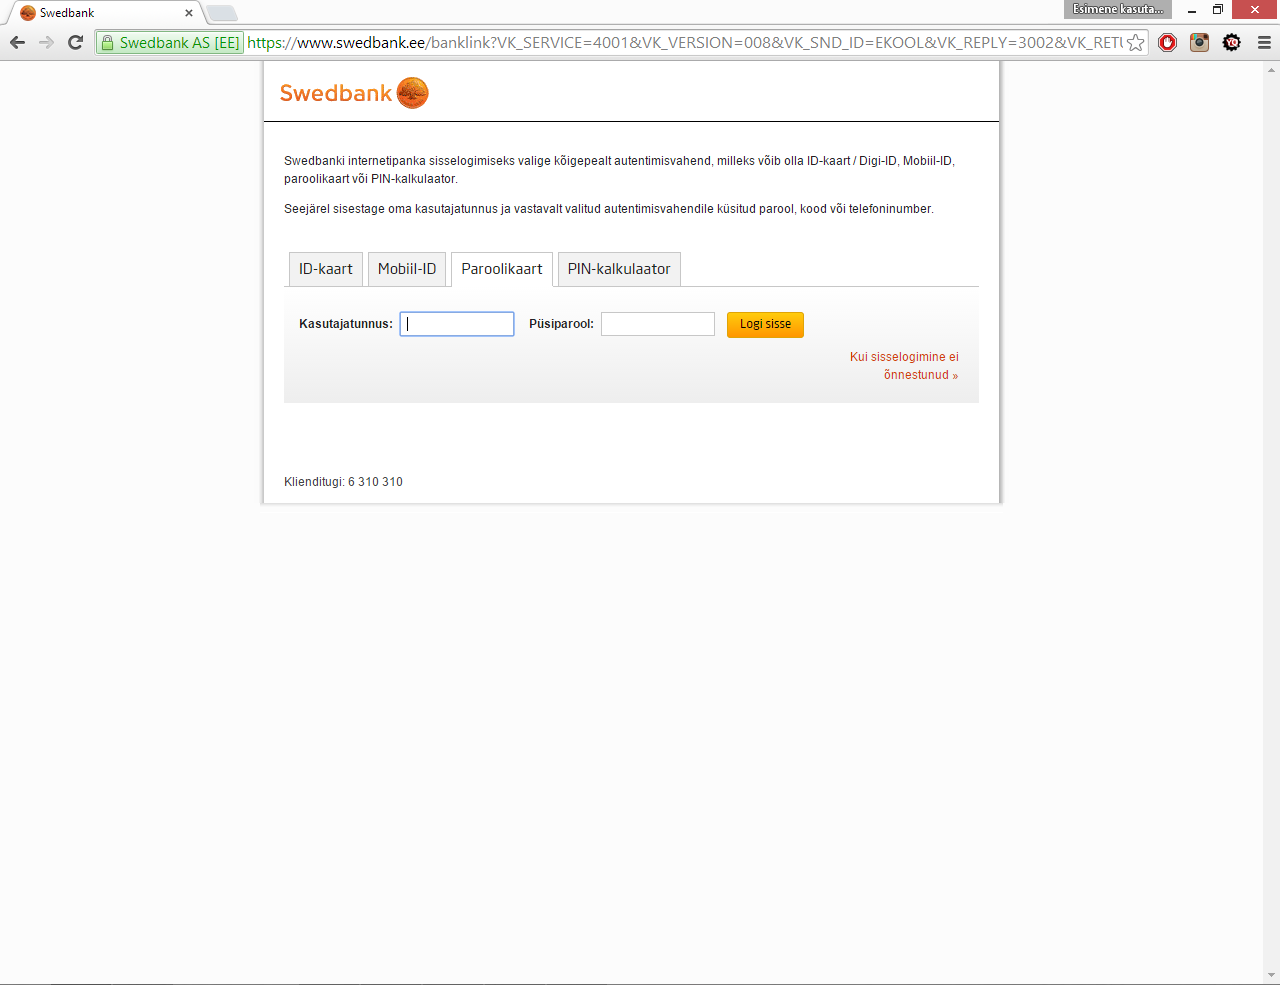 Swedbank
Esimene kasuta...
Swedbank AS [EE]
https://www.swedbank.ee/banklink?VK_SERVICE=4001&VK_VERSION=008&VK_SND_ID=EKOOL&VK_REPLY=3002&VK_RETU
Swedbank
Swedbanki internetipanka sisselogimiseks valige kõigepealt autentimisvahend, milleks võib olla ID-kaart / Digi-ID, Mobiil-ID,
paroolikaart või PIN-kalkulaator.
Seejärel sisestage oma kasutajatunnus ja vastavalt valitud autentimisvahendile küsitud parool, kood või telefoninumber.
ID-kaart Mobiil-ID Paroolikaart PIN-kalkulaator
Kasutajatunnus: Püsiparool: Logi sisse
Kui sisselogimine ei
õnnestunud »
Klienditugi: 6 310 310